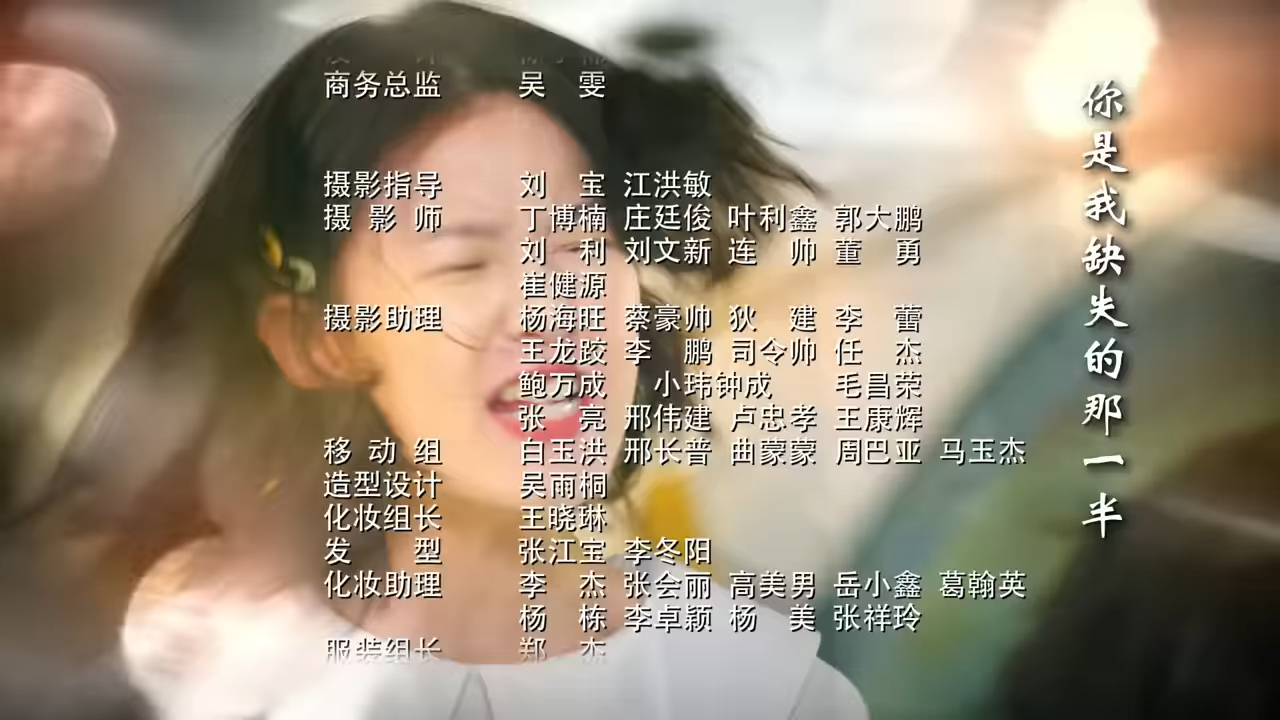 商务总监 吴 雯
摄影指导 刘 宝 江洪敏
摄 影 师 丁博楠 庄廷俊 叶利鑫 郭大鹏
刘 利 刘文新 连 帅 董 勇
崔健源
摄影助理 杨海旺 蔡豪帅 狄 建 李 蕾
王龙跤 李 鹏 司令帅 任 杰
鲍万成 小玮钟成 毛昌荣
张 亮 邢伟建 卢忠孝 王康辉
移 动 组 白玉洪 邢长普 曲蒙蒙 周巴亚 马玉杰
造型设计 吴雨桐
化妆组长 王晓琳
发 型 张江宝 李冬阳
化妆助理 李 杰 张会丽 高美男 岳小鑫 葛翰英
杨 栋 李卓颖 杨 美 张祥玲
服装组长 郑 杰
你是我缺失的那一半